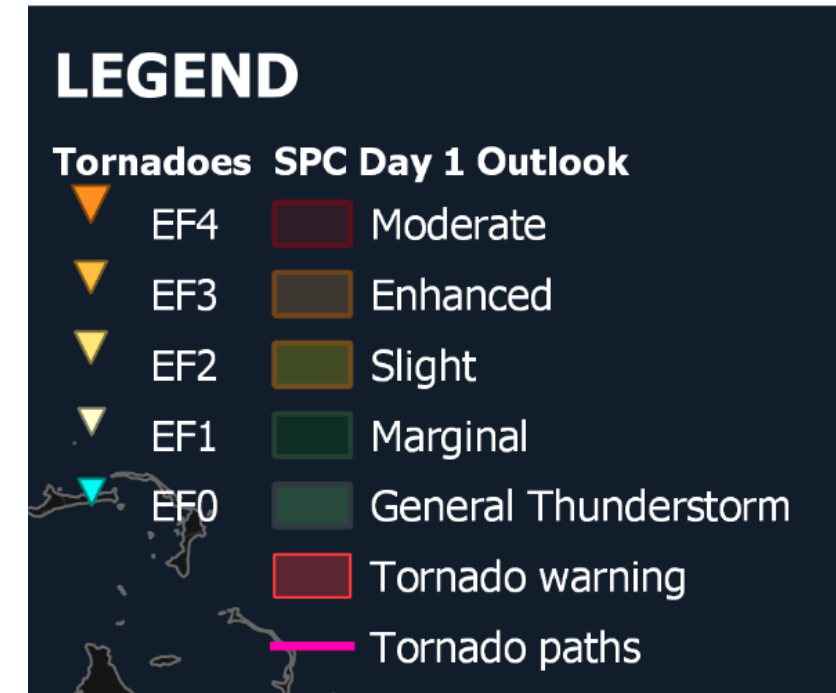 LEGEND
Tornadoes SPC Day 1 Outlook
EF4 Moderate
EF3 Enhanced
EF2 Slight
EF1 Marginal
EF0 General Thunderstorm
Tornado warning
Tornado paths